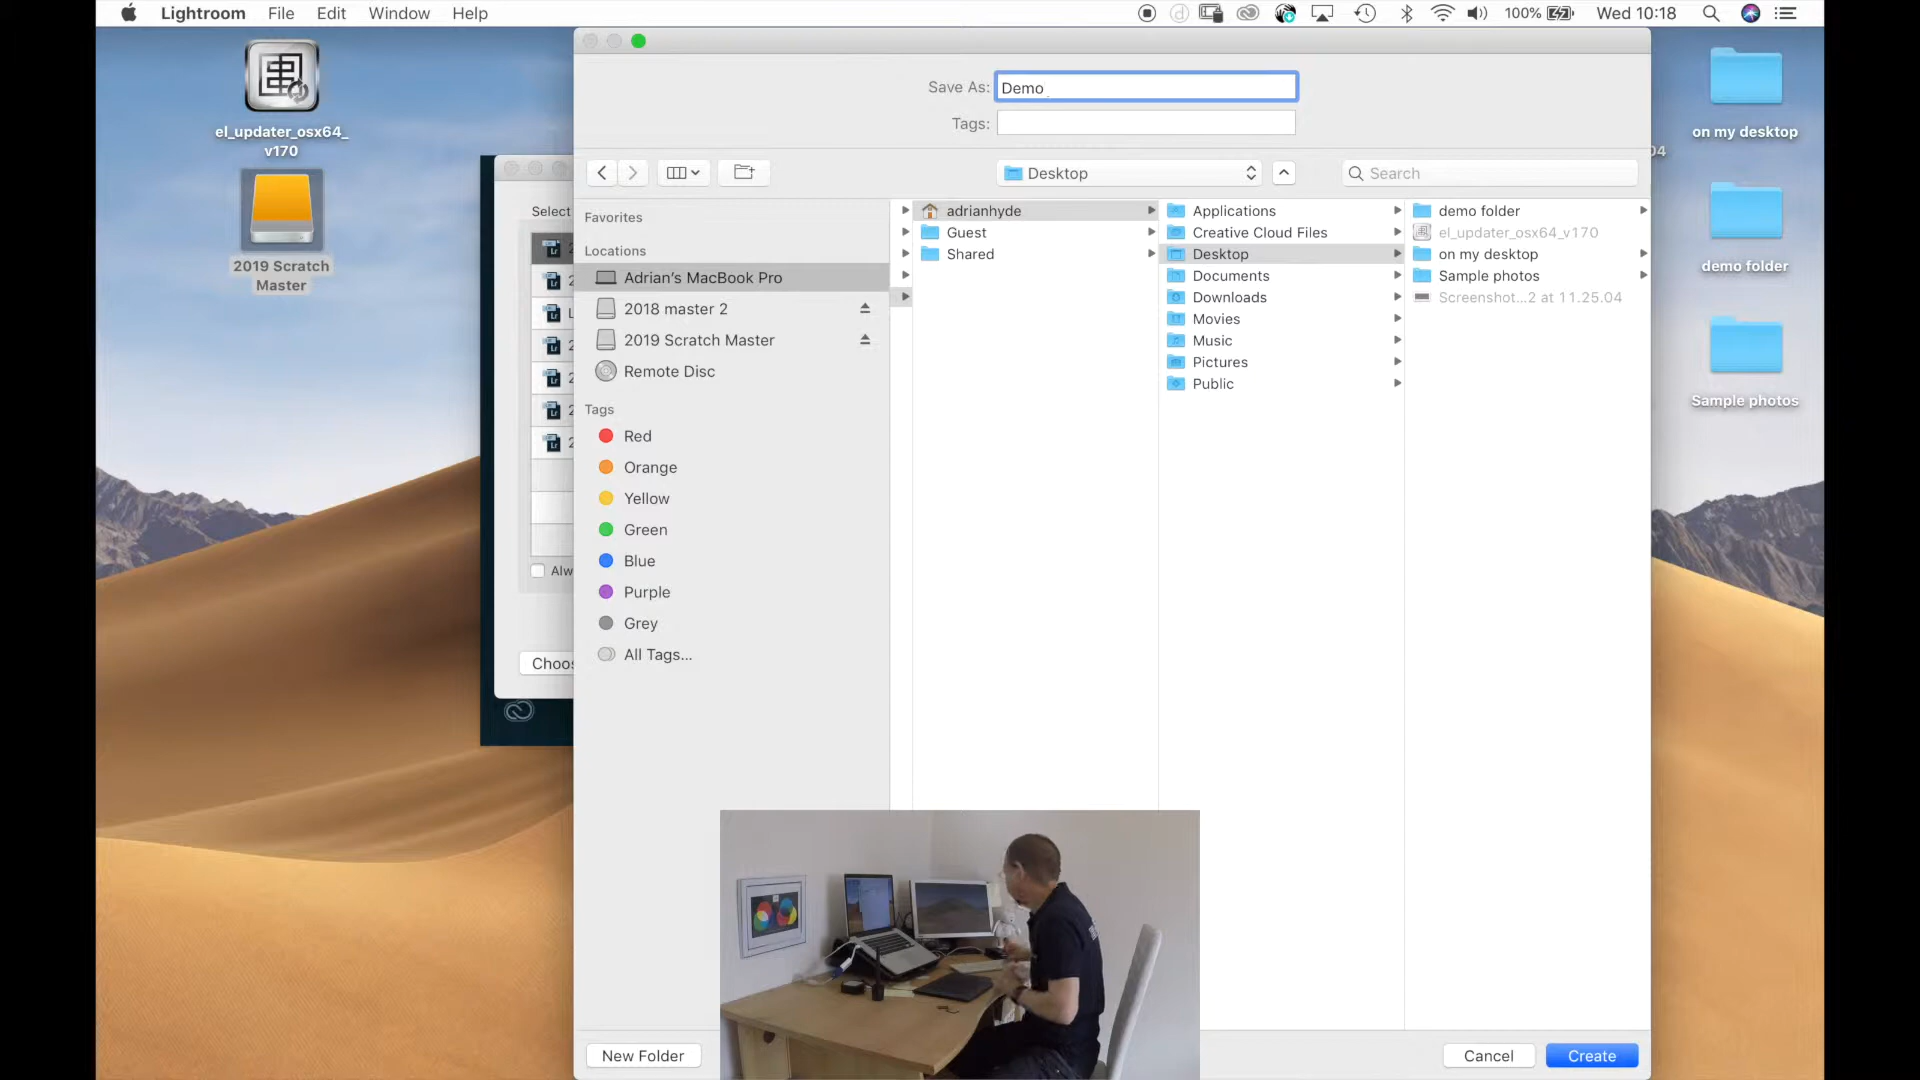 Lightroom File Edit Window Help 100% Wed 10:18
el_updater_osx64_
v170
2019 Scratch
Master
Save As: Demo
Tags:
Desktop
Search
Select
Favorites
Locations
Adrian's MacBook Pro
2018 master 2
2019 Scratch Master
Remote Disc
Tags
Red
Orange
Yellow
Green
Blue
Purple
Grey
All Tags...
adrianhyde
Guest
Shared
Applications
Creative Cloud Files
Desktop
Documents
Downloads
Movies
Music
Pictures
Public
demo folder
el_updater_osx64_v170
on my desktop
Sample photos
Screenshot...2 at 11.25.04
Alw
Choos
New Folder
Cancel
Create
on my desktop
04
demo folder
Sample photos